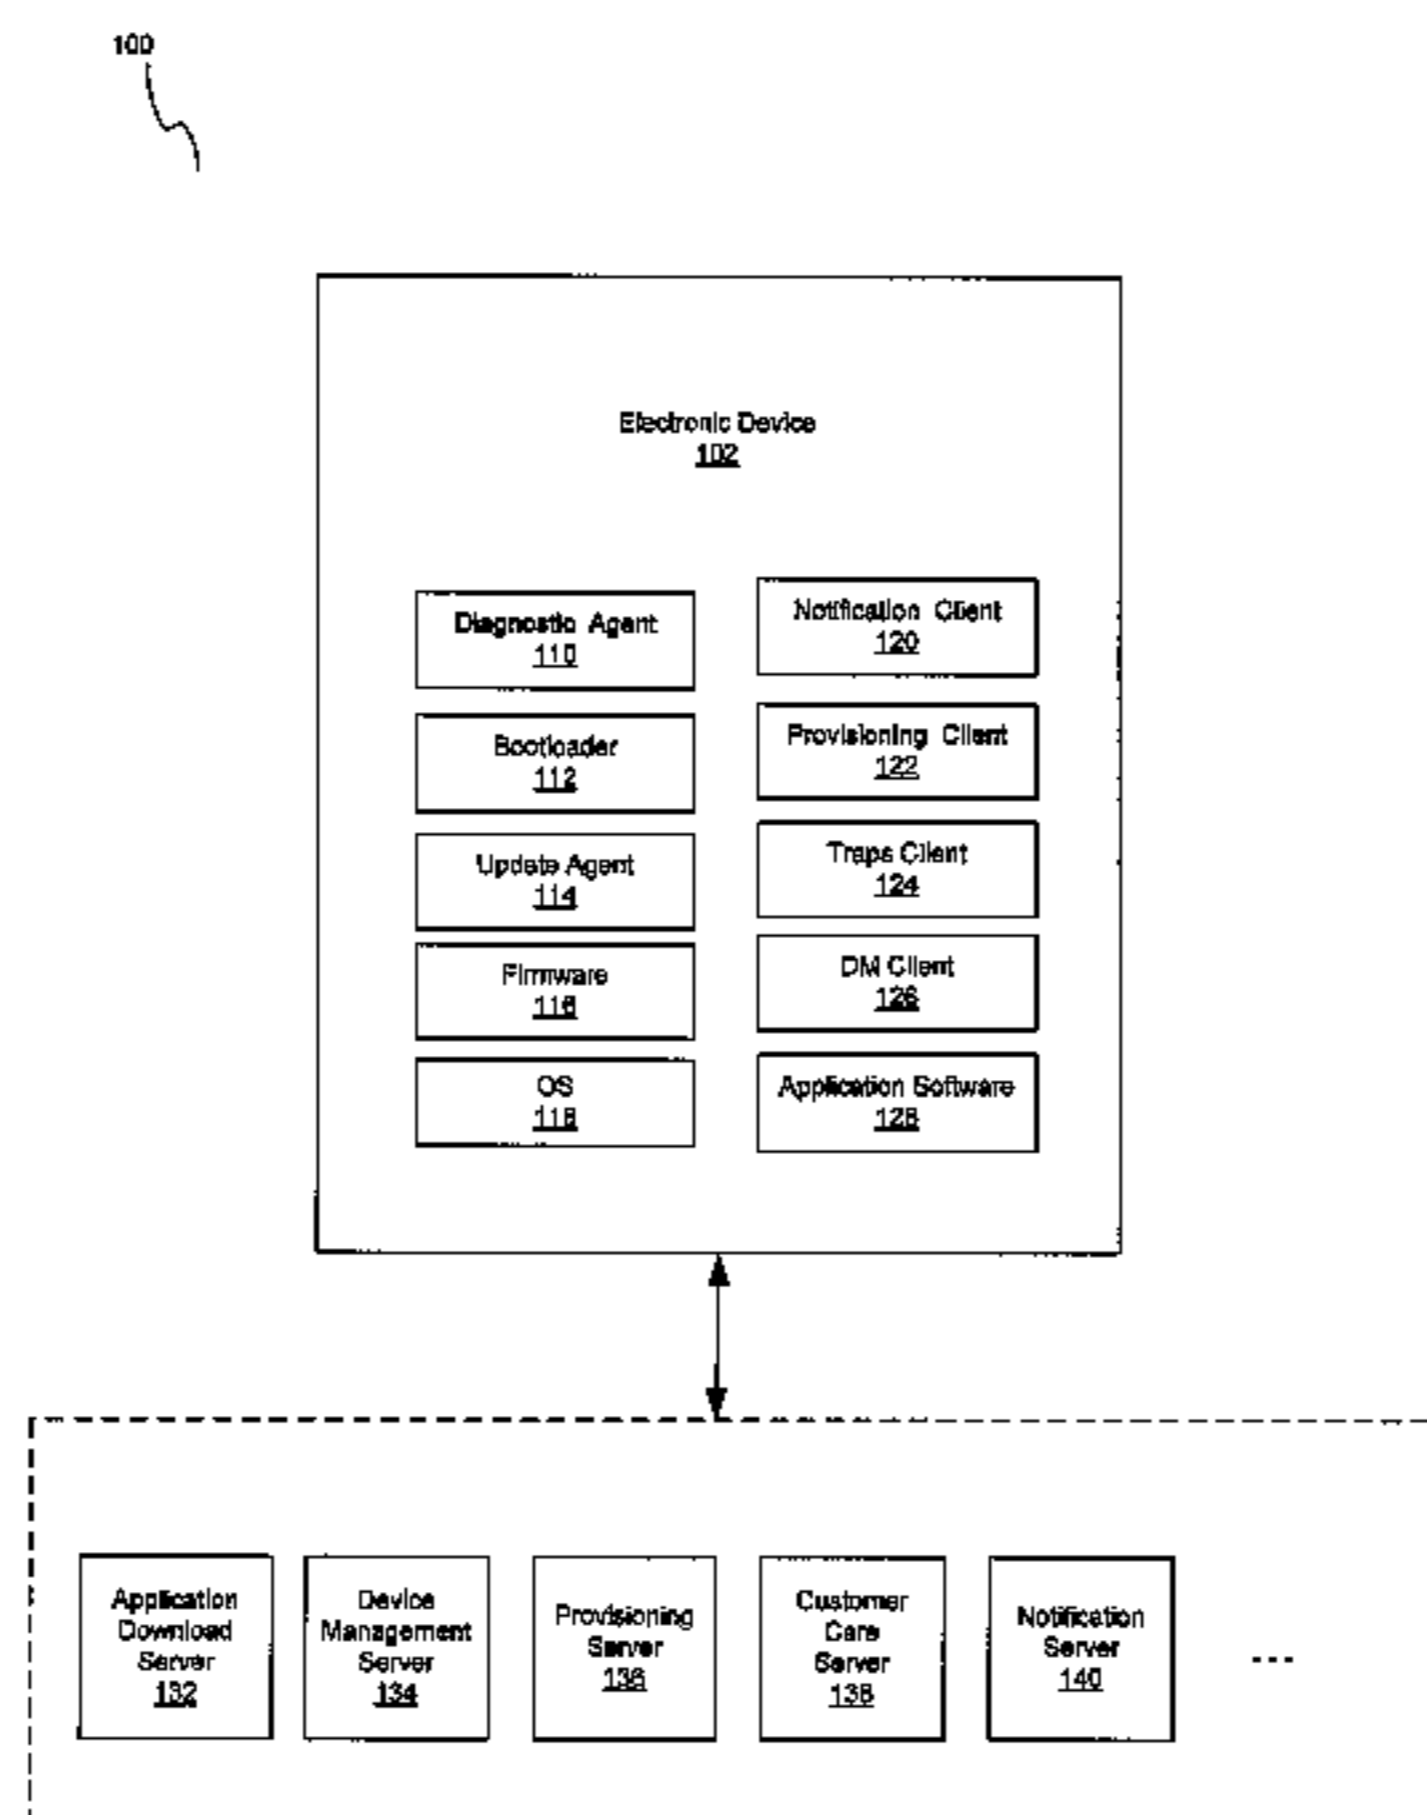 100
Electronic Device
102
Diagnostic Agent
110
Bootloader
112
Update Agent
114
Firmware
116
OS
118
Notification Client
120
Provisioning Client
122
Traps Client
124
DM Client
126
Application Software
128
Application
Download
Server
132
Device
Management
Server
134
Provisioning
Server
136
Customer
Care
Server
138
Notification
Server
140
...